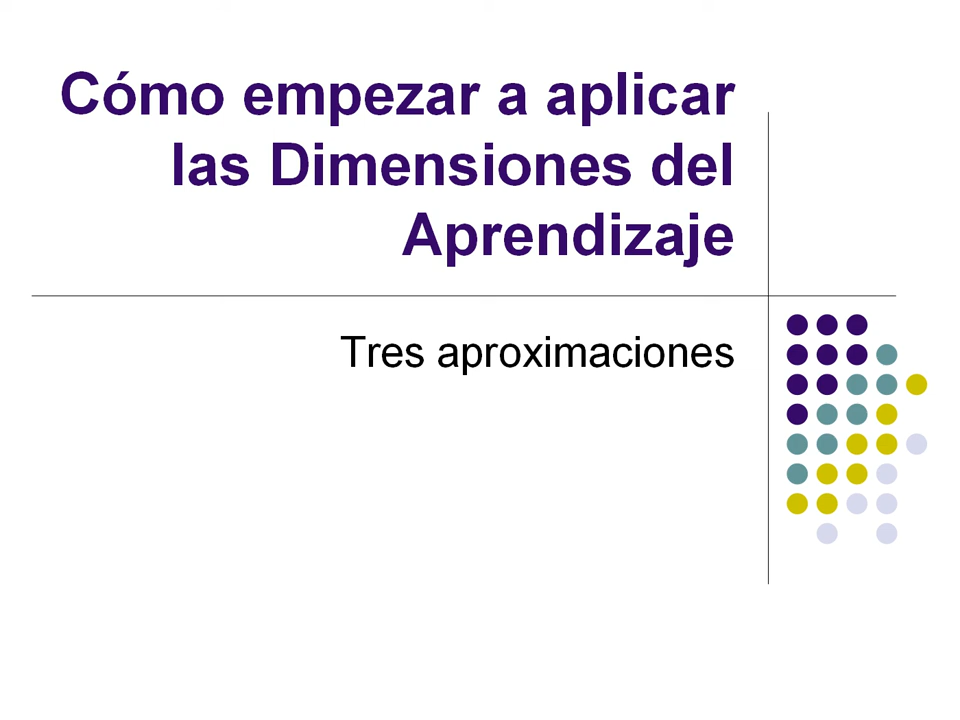 Cómo empezar a aplicar
las Dimensiones del
Aprendizaje
Tres aproximaciones